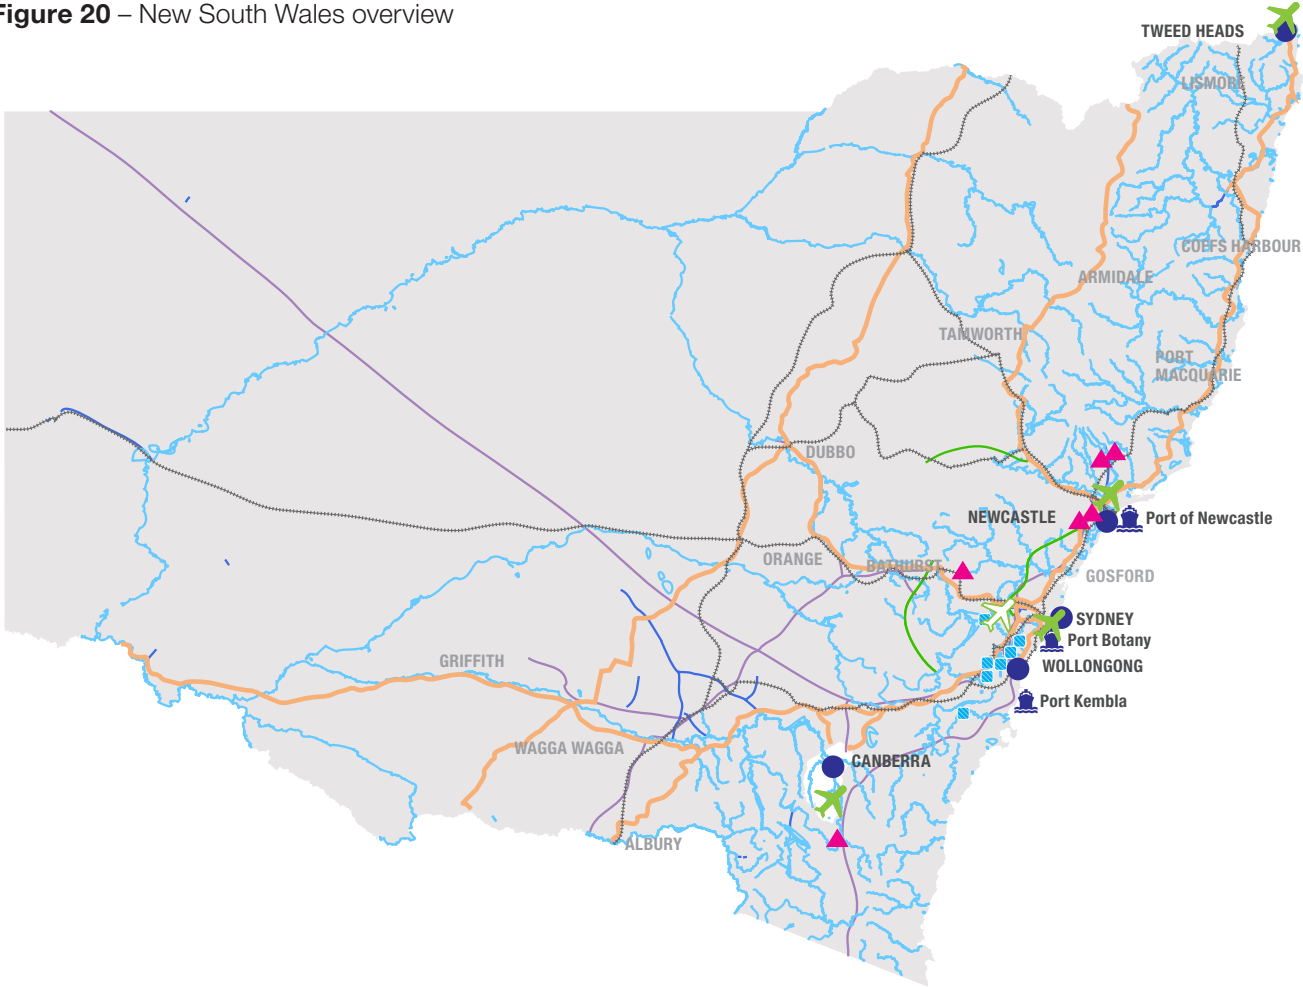 Figure 20 – New South Wales overview
TWEED HEADS
LISMORE
COFFS HARBOUR
ARMIDALE
TAMWORTH
PORT
MACQUARIE
DUBBO
NEWCASTLE
Port of Newcastle
ORANGE
BATHURST
GOSFORD
SYDNEY
Port Botany
GRIFFITH
WOLLONGONG
Port Kembla
WAGGA WAGGA
CANBERRA
ALBURY